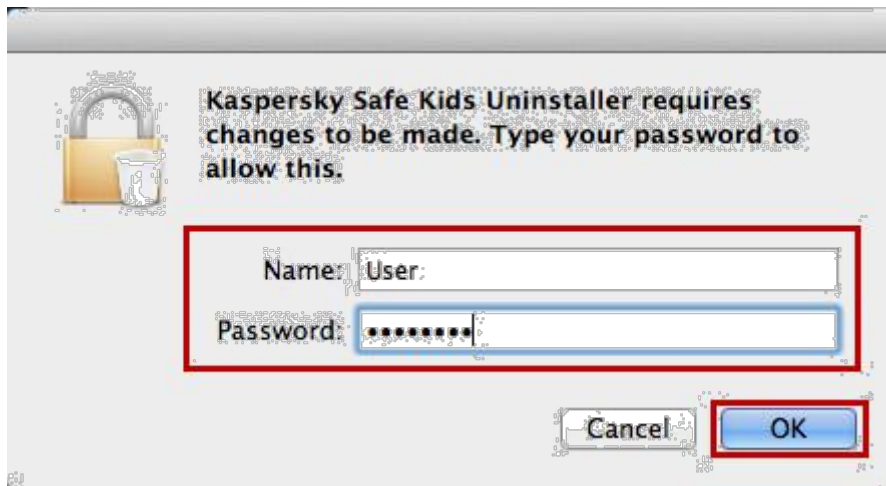 Kaspersky Safe Kids Uninstaller requires
changes to be made. Type your password to
allow this.
Name: User
Password: ••••••••
Cancel OK